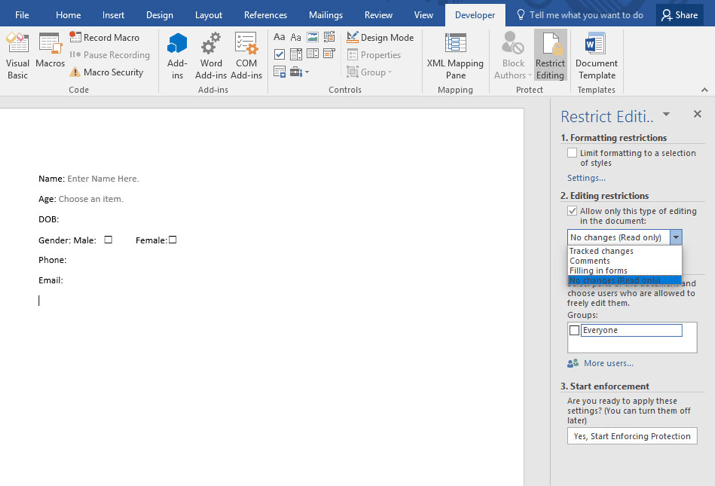 File Home Insert Design Layout References Mailings Review View Developer Tell me what you want to do Share
Visual Basic
Macros
Record Macro
Pause Recording
Macro Security
Code
Add-ins
Word Add-ins
COM Add-ins
Add-ins
Aa Aa
Design Mode
Properties
Group
Controls
XML Mapping Pane
Mapping
Block Authors
Restrict Editing
Protect
Document Template
Templates
Name: Enter Name Here.
Age: Choose an item.
DOB:
Gender: Male: Female:
Phone:
Email:
Restrict Editi..
1. Formatting restrictions
Limit formatting to a selection
of styles
Settings...
2. Editing restrictions
Allow only this type of editing
in the document:
No changes (Read only)
Tracked changes
Comments
Filling in forms
No changes (Read only)
choose users who are allowed to
freely edit them.
Groups:
Everyone
More users...
3. Start enforcement
Are you ready to apply these
settings? (You can turn them off
later)
Yes, Start Enforcing Protection